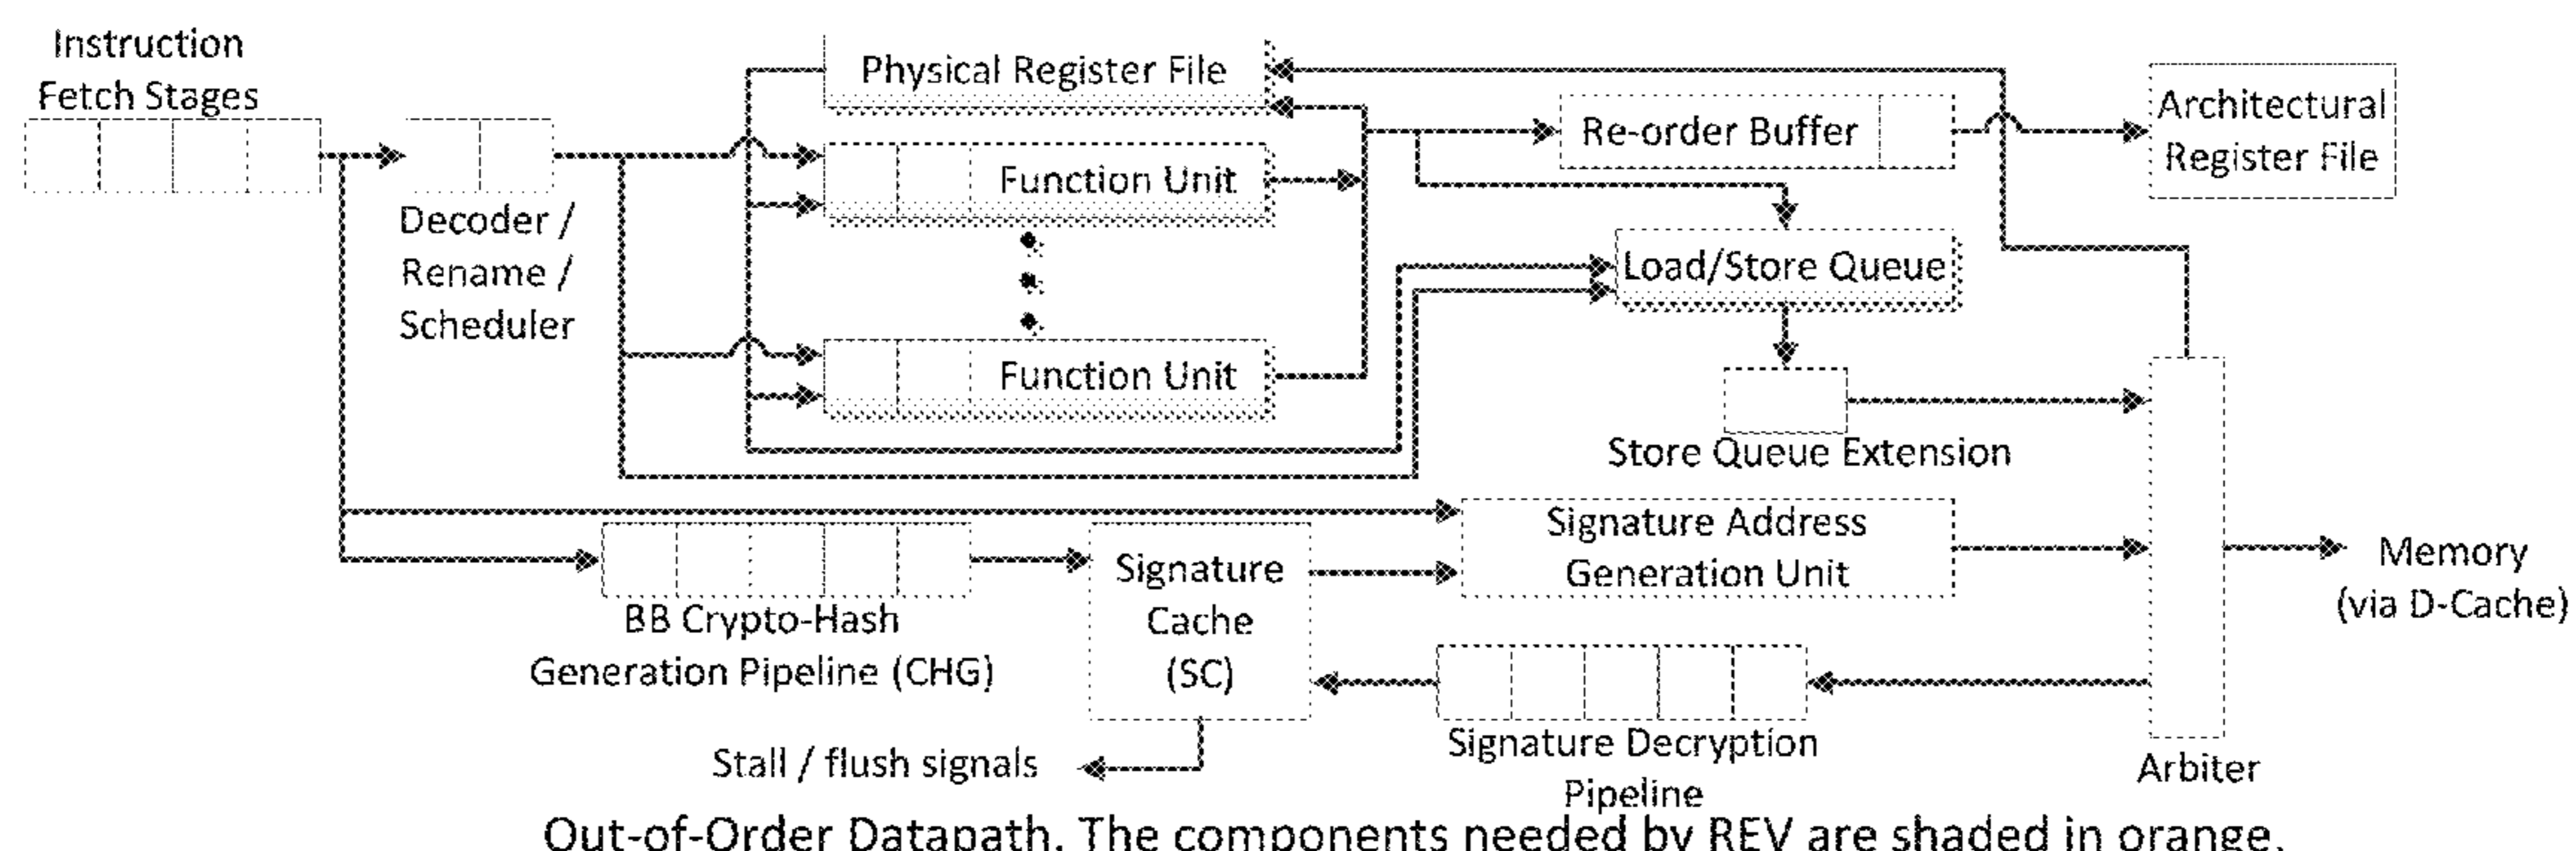 Instruction
Fetch Stages
Physical Register File
Re-order Buffer
Architectural
Register File
Function Unit
Decoder /
Rename /
Scheduler
Load/Store Queue
Function Unit
Store Queue Extension
Signature Address
Generation Unit
Signature
Cache
(SC)
BB Crypto-Hash
Generation Pipeline (CHG)
Memory
(via D-Cache)
Stall / flush signals
Signature Decryption
Pipeline
Arbiter
Out-of-Order Datapath. The components needed by REV are shaded in orange.